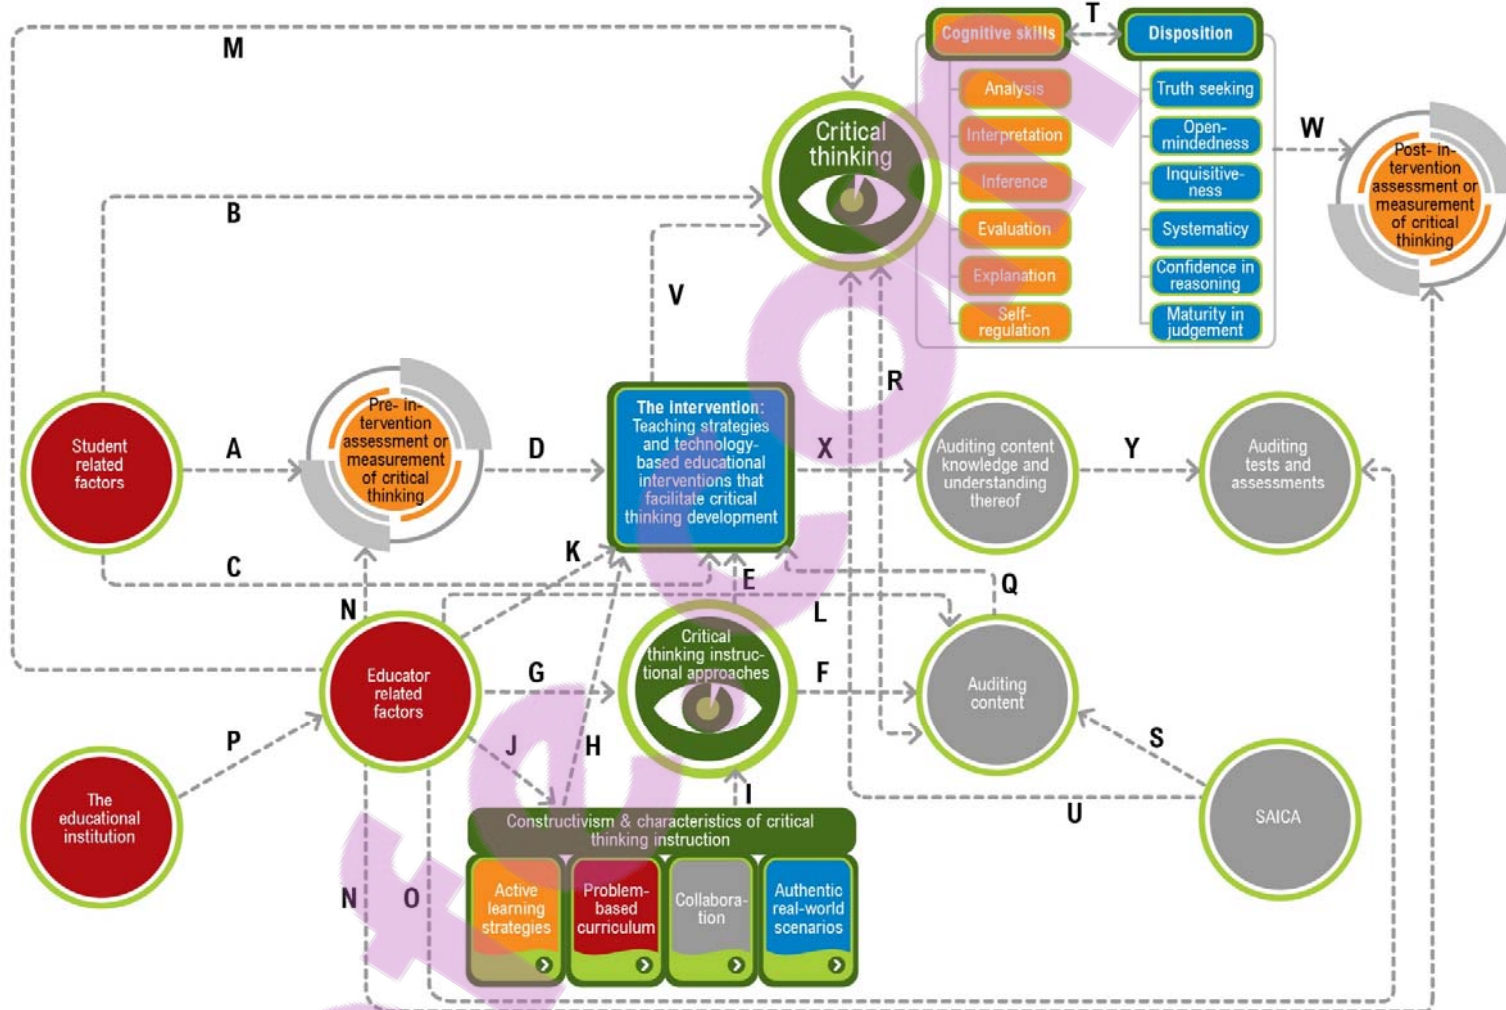 M
T
Cognitive skills
Disposition
Analysis
Truth seeking
W
Critical
thinking
Interpretation
Open-
mindedness
Post- in-
tervention
assessment or
measurement
of critical
thinking
Inference
Inquisitive-
ness
B
Evaluation
Systematicy
Explanation
Confidence in
reasoning
V
Self-
regulation
Maturity in
judgement
R
Student
related
factors
A
Pre- in-
tervention
assessment or
measurement
of critical
thinking
D
The Intervention:
Teaching strategies
and technology-
based educational
interventions that
facilitate critical
thinking development
X
Auditing content
knowledge and
understanding
thereof
Y
Auditing
tests and
assessments
C
K
E
Q
N
L
Educator
related
factors
G
Critical
thinking instruc-
tional approaches
F
Auditing
content
P
J
H
S
The
educational
institution
I
U
SAICA
Constructivism & characteristics of critical
thinking instruction
N
O
Active
learning
strategies
Problem-
based
curriculum
Collabora-
tion
Authentic
real-world
scenarios